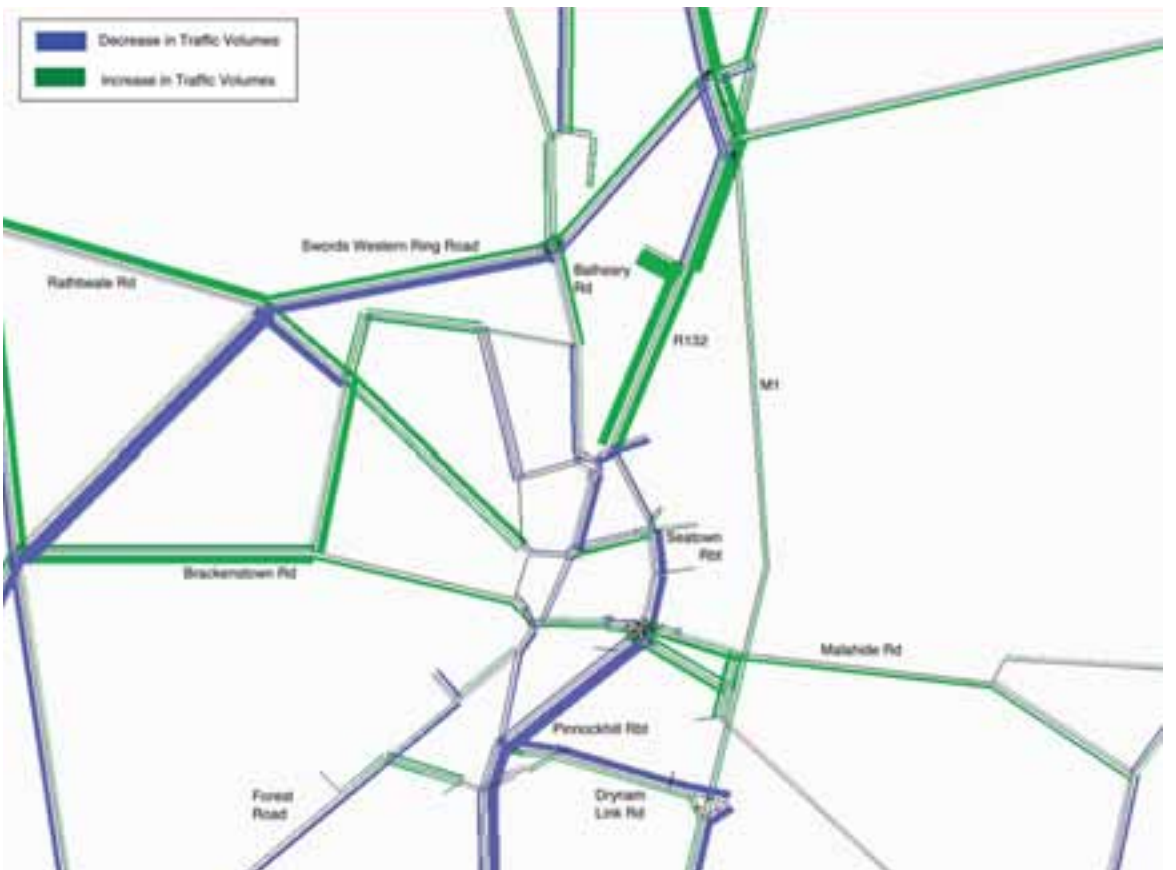 Decrease in Traffic Volumes
Increase in Traffic Volumes
Swords Western Ring Road
Balheary
Rd
Rathbeale Rd
R132
M1
Seatown
Rbt
Brackenstown Rd
Malahide Rd
Pinnockhill Rbt
Forest
Road
Drynam
Link Rd